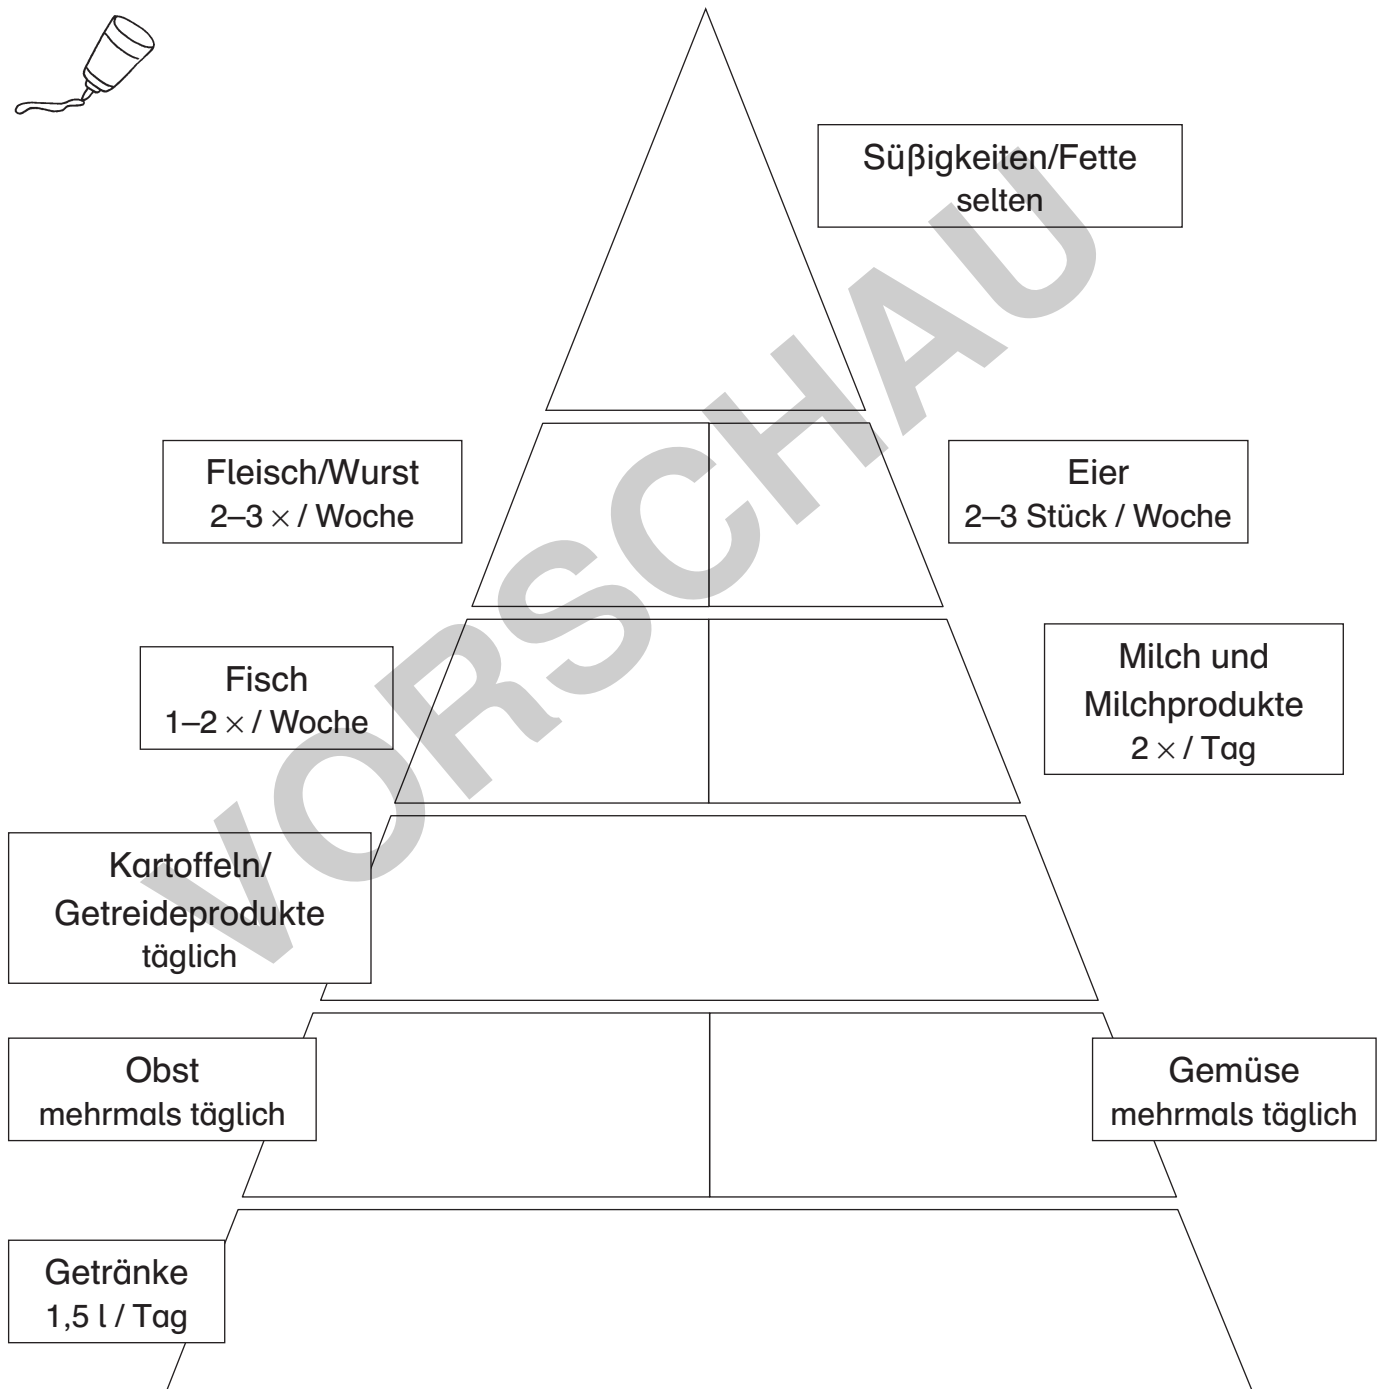 Süßigkeiten/Fette
selten
Fleisch/Wurst
2–3 × / Woche
Eier
2–3 Stück / Woche
Fisch
1–2 × / Woche
Milch und
Milchprodukte
2 × / Tag
Kartoffeln/
Getreideprodukte
täglich
Obst
mehrmals täglich
Gemüse
mehrmals täglich
Getränke
1,5 l / Tag
VORSCHAU